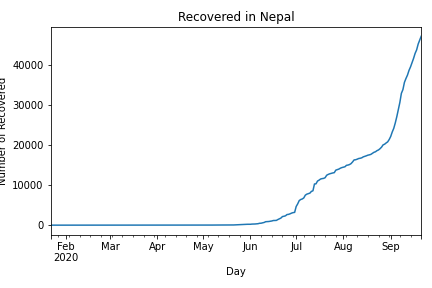 Recovered in Nepal
Number of Recovered
40000
30000
20000
10000
0
Feb Mar Apr May Jun Jul Aug Sep
2020
Day